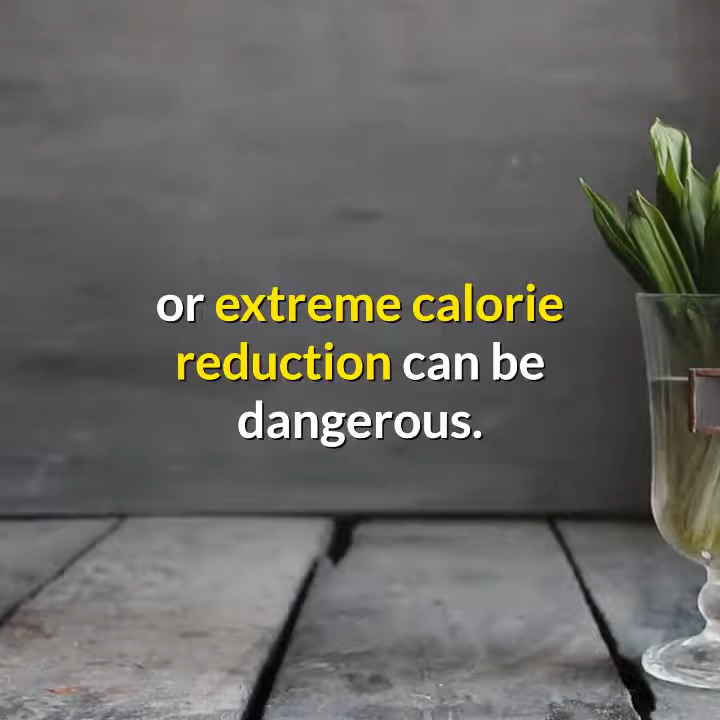 or extreme calorie
reduction can be
dangerous.